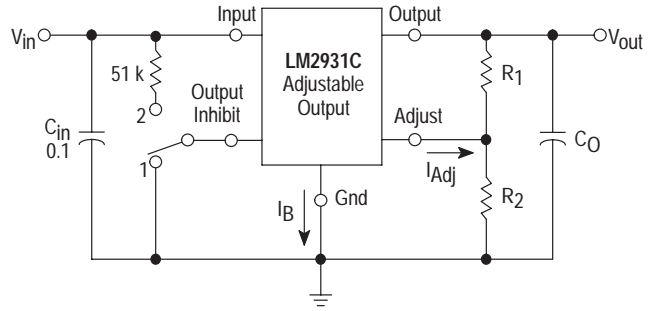 Input
Output
Vin
Vout
LM2931C
Adjustable
Output
51 k
R1
Output
Inhibit
Adjust
2
Cin
0.1
CO
1
IAdj
R2
IB
Gnd